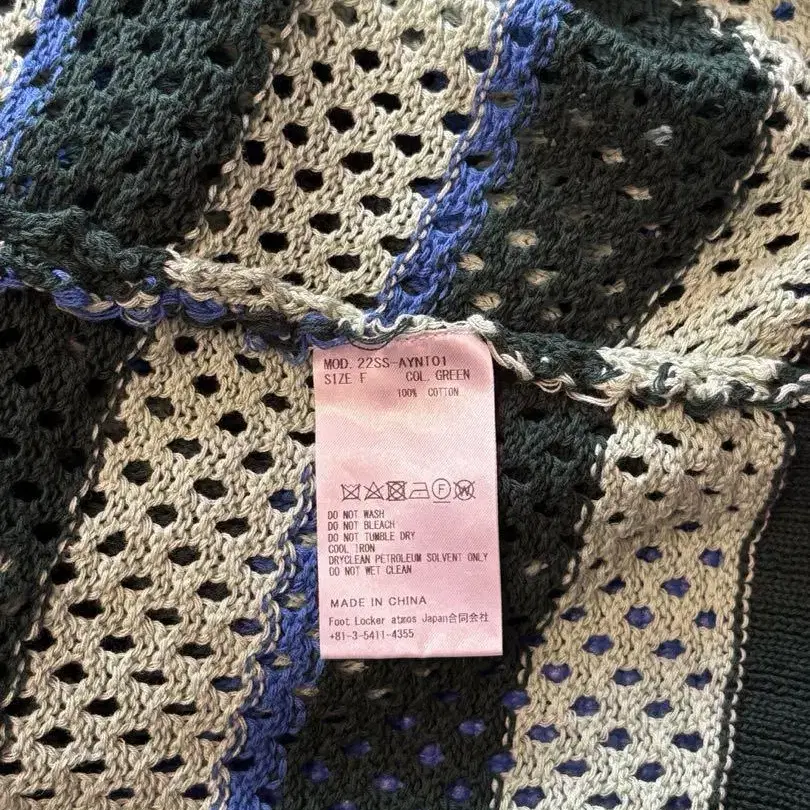 MOD. 22SS-AYNT01
SIZE F COL. GREEN
100% COTTON
F W
DO NOT WASH
DO NOT BLEACH
DO NOT TUMBLE DRY
COOL IRON
DRYCLEAN PETROLEUM SOLVENT ONLY
DO NOT WET CLEAN
MADE IN CHINA
Foot Locker atmos Japan合同会社
+81-3-5411-4355